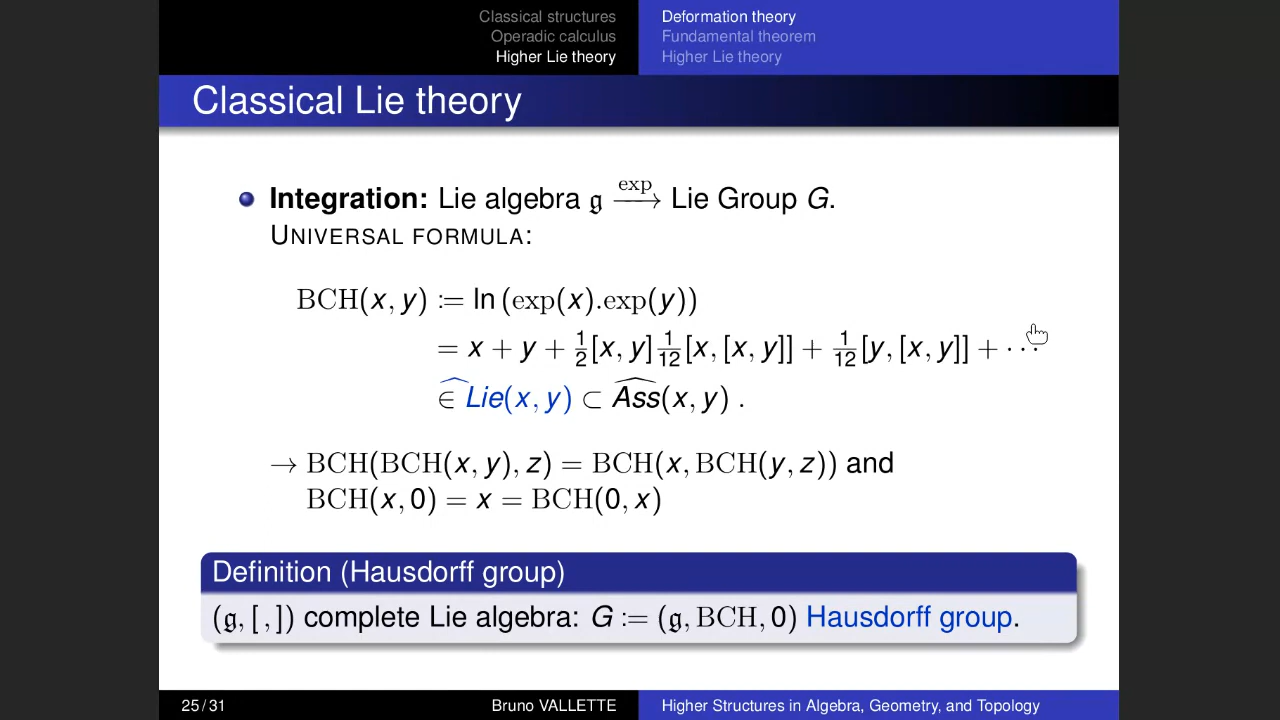 Classical structures
Operadic calculus
Higher Lie theory
Deformation theory
Fundamental theorem
Higher Lie theory
Classical Lie theory
Integration: Lie algebra 𝔤 —exp→ Lie Group G.
UNIVERSAL FORMULA:
BCH(x, y) := ln (exp(x).exp(y))
= x + y + 1/2[x, y] 1/12[x, [x, y]] + 1/12[y, [x, y]] + ···
∈ L̂ie(x, y) ⊂ Âss(x, y) .
→ BCH(BCH(x, y), z) = BCH(x, BCH(y, z)) and
BCH(x, 0) = x = BCH(0, x)
Definition (Hausdorff group)
(𝔤, [ , ]) complete Lie algebra: G := (𝔤, BCH, 0) Hausdorff group.
25 / 31
Bruno VALLETTE
Higher Structures in Algebra, Geometry, and Topology